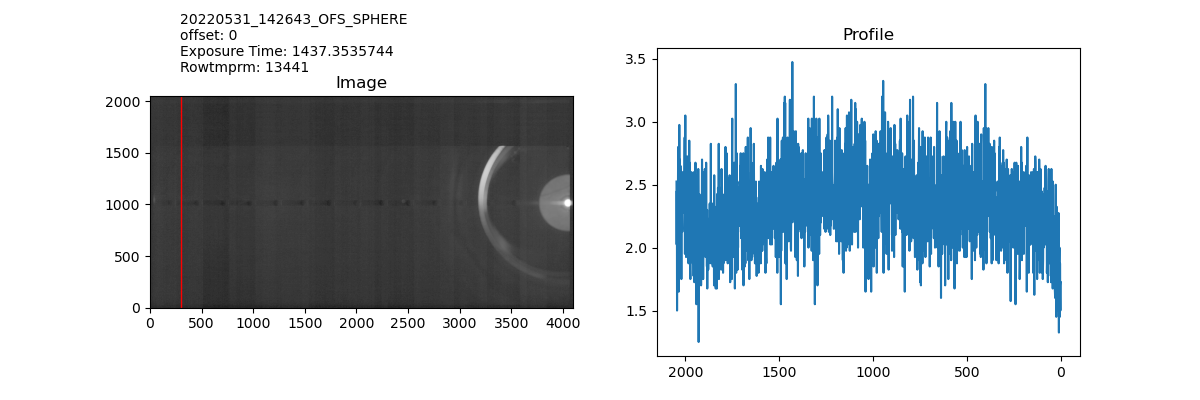 20220531_142643_OFS_SPHERE
offset: 0
Exposure Time: 1437.3535744
Rowtmprm: 13441
Image
2000
1500
1000
500
0
0 500 1000 1500 2000 2500 3000 3500 4000
Profile
3.5
3.0
2.5
2.0
1.5
2000 1500 1000 500 0